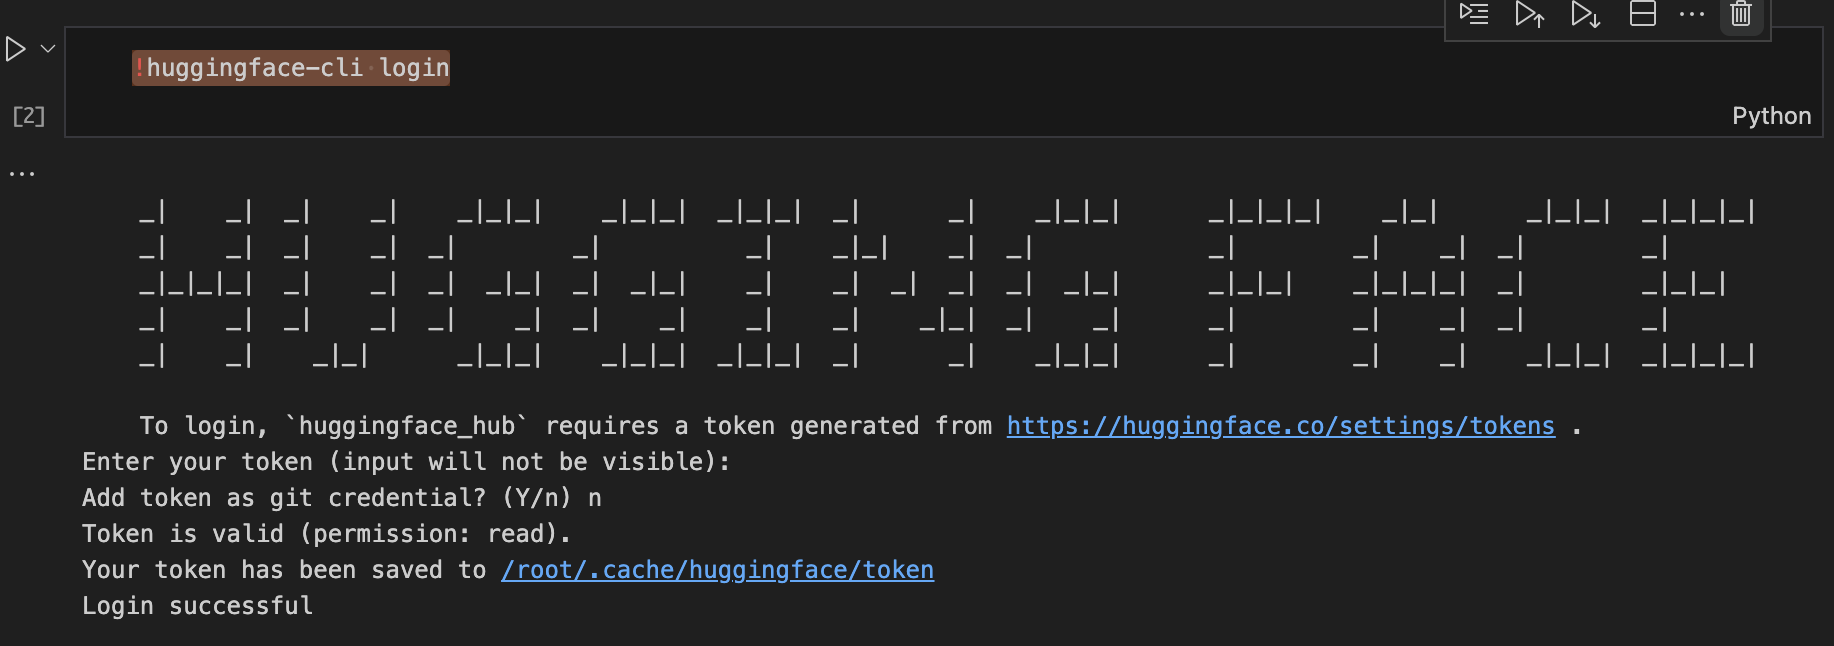 !huggingface-cli login
[2]
Python
...
_|    _|  _|    _|    _|_|_|    _|_|_|  _|_|_|  _|      _|    _|_|_|      _|_|_|_|    _|_|      _|_|_|  _|_|_|_|
_|    _|  _|    _|  _|        _|          _|    _|_|    _|  _|            _|        _|    _|  _|        _|
_|_|_|_|  _|    _|  _|  _|_|  _|  _|_|    _|    _|  _|  _|  _|  _|_|      _|_|_|    _|_|_|_|  _|        _|_|_|
_|    _|  _|    _|  _|    _|  _|    _|    _|    _|    _|_|  _|    _|      _|        _|    _|  _|        _|
_|    _|    _|_|      _|_|_|    _|_|_|  _|_|_|  _|      _|    _|_|_|      _|        _|    _|    _|_|_|  _|_|_|_|
To login, `huggingface_hub` requires a token generated from https://huggingface.co/settings/tokens .
Enter your token (input will not be visible):
Add token as git credential? (Y/n) n
Token is valid (permission: read).
Your token has been saved to /root/.cache/huggingface/token
Login successful